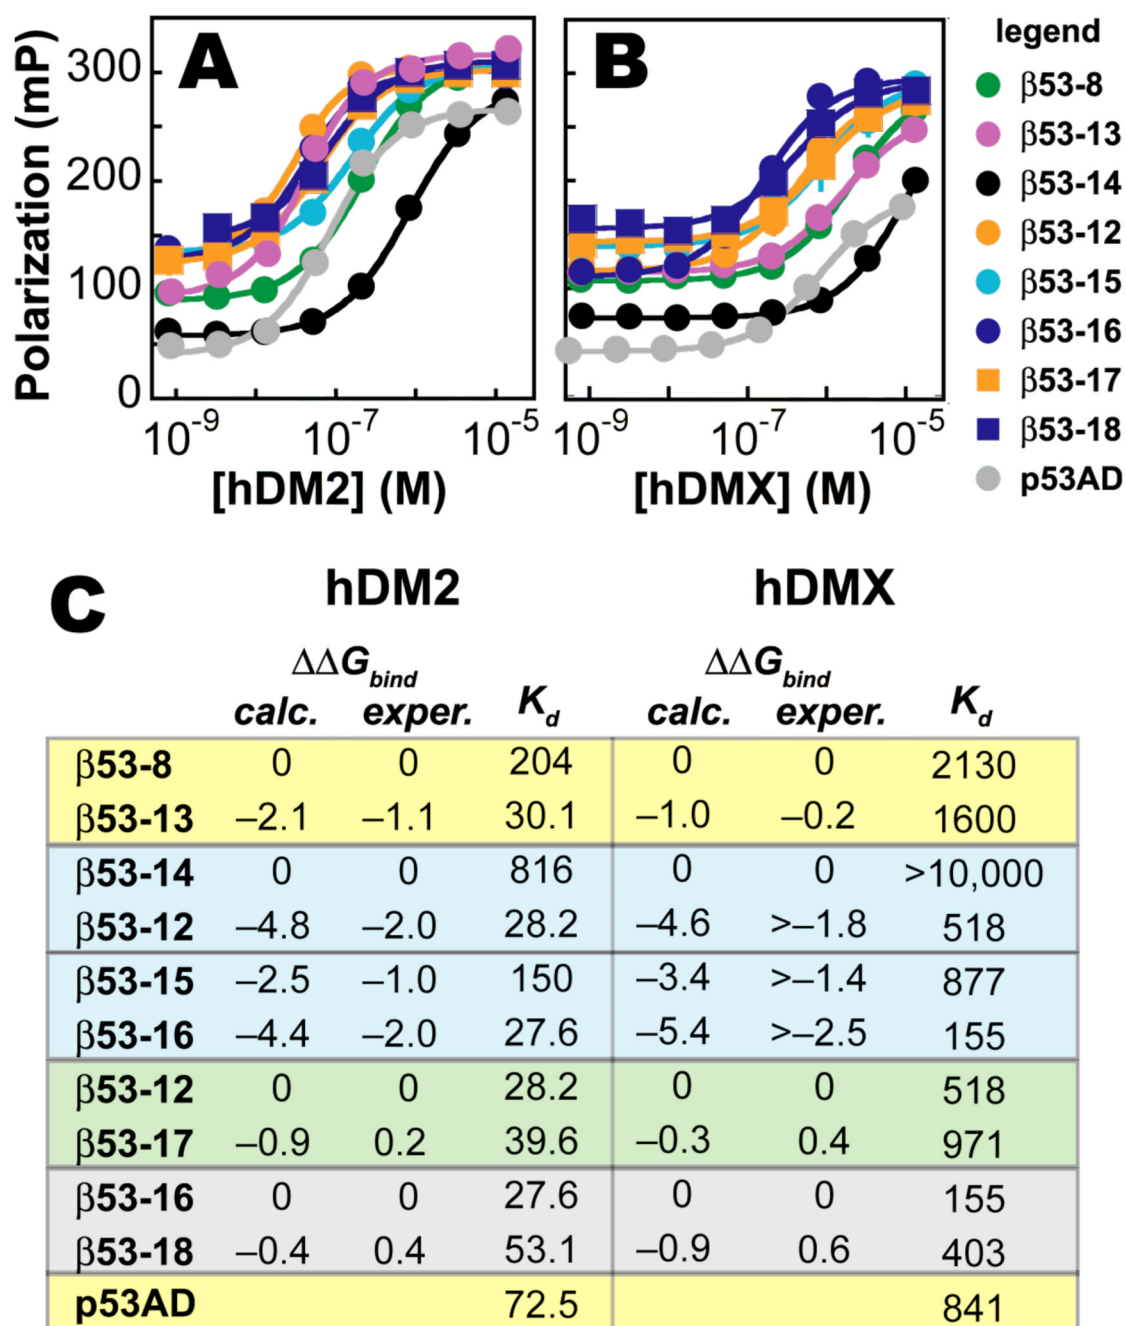 A
B
legend
Polarization (mP)
300
200
100
0
10-9
10-7
10-5
[hDM2] (M)
10-9
10-7
10-5
[hDMX] (M)
β53-8
β53-13
β53-14
β53-12
β53-15
β53-16
β53-17
β53-18
p53AD
C
hDM2 hDMX
ΔΔGbind ΔΔGbind
calc. exper. Kd calc. exper. Kd
β53-8 0 0 204 0 0 2130
β53-13 –2.1 –1.1 30.1 –1.0 –0.2 1600
β53-14 0 0 816 0 0 >10,000
β53-12 –4.8 –2.0 28.2 –4.6 >–1.8 518
β53-15 –2.5 –1.0 150 –3.4 >–1.4 877
β53-16 –4.4 –2.0 27.6 –5.4 >–2.5 155
β53-12 0 0 28.2 0 0 518
β53-17 –0.9 0.2 39.6 –0.3 0.4 971
β53-16 0 0 27.6 0 0 155
β53-18 –0.4 0.4 53.1 –0.9 0.6 403
p53AD 72.5 841